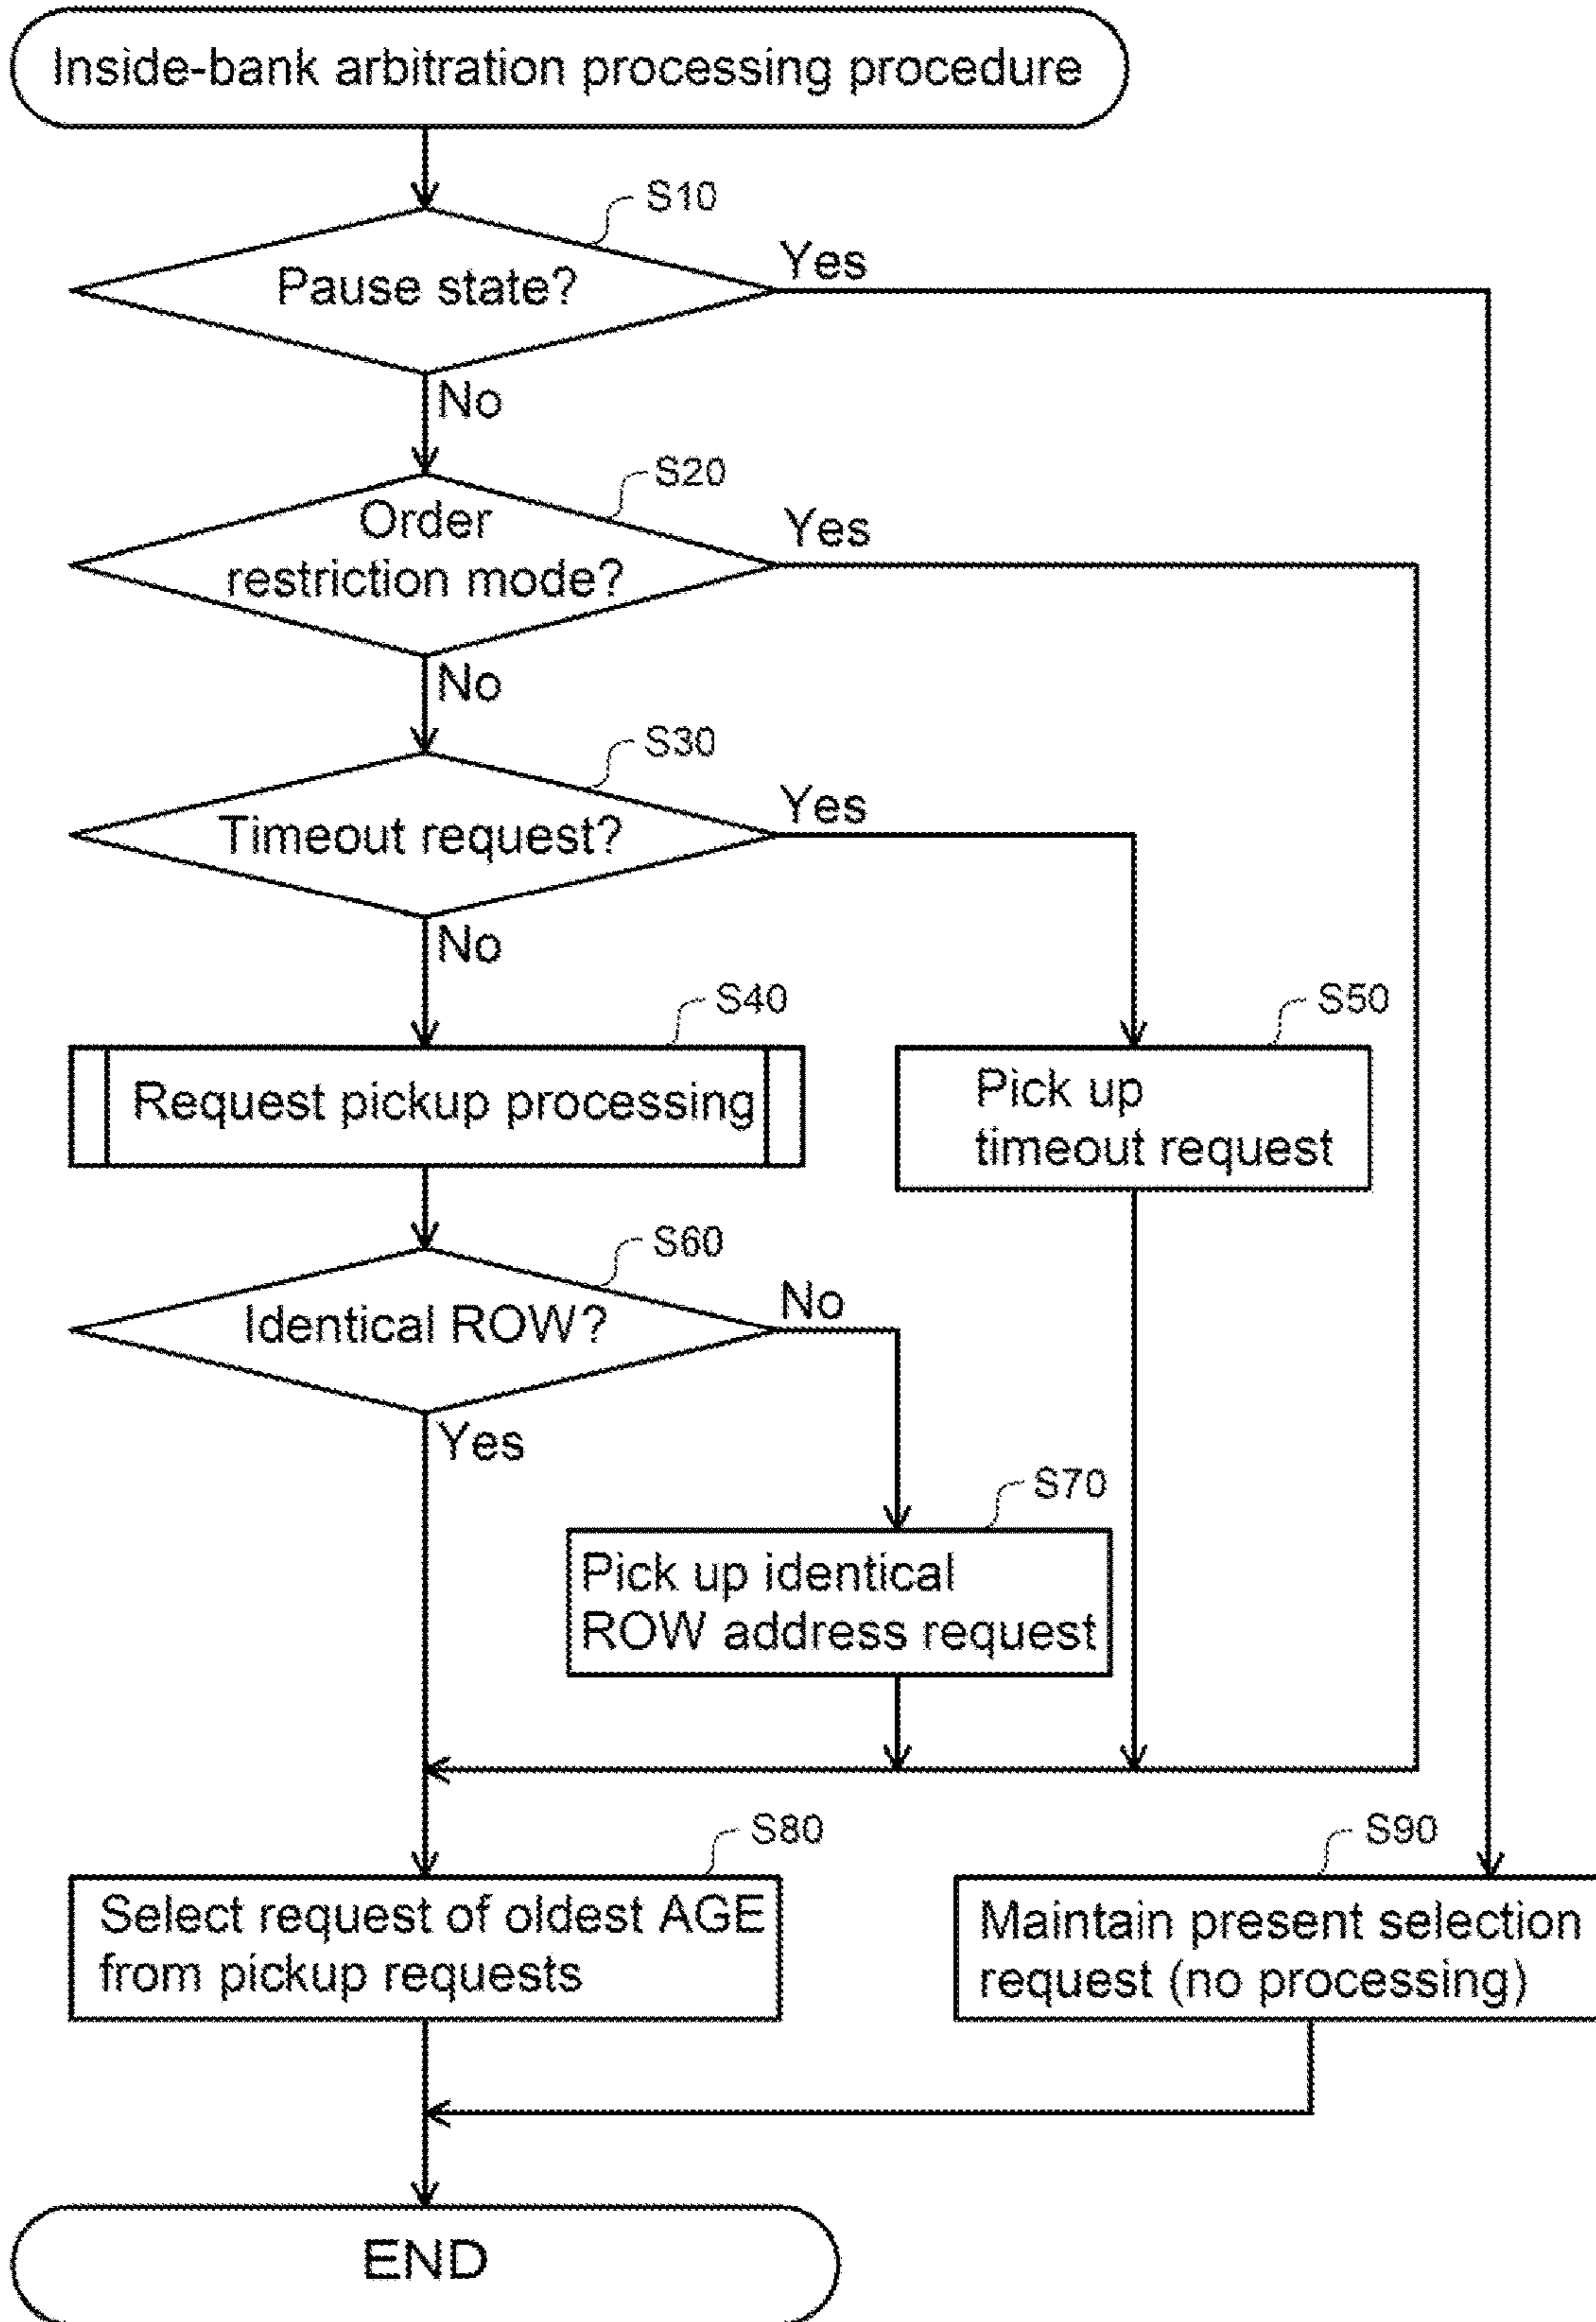 Inside-bank arbitration processing procedure
S10
Pause state?
Yes
No
S20
Order
restriction mode?
Yes
No
S30
Timeout request?
Yes
No
S40
Request pickup processing
S50
Pick up
timeout request
S60
Identical ROW?
No
Yes
S70
Pick up identical
ROW address request
S80
Select request of oldest AGE
from pickup requests
S90
Maintain present selection
request (no processing)
END